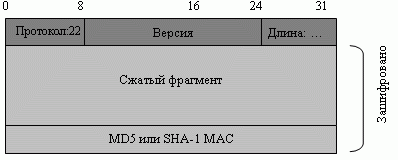 0 8 16 24 31
Протокол:22 Версия Длина: ...
Сжатый фрагмент
MD5 или SHA-1 MAC
Зашифровано